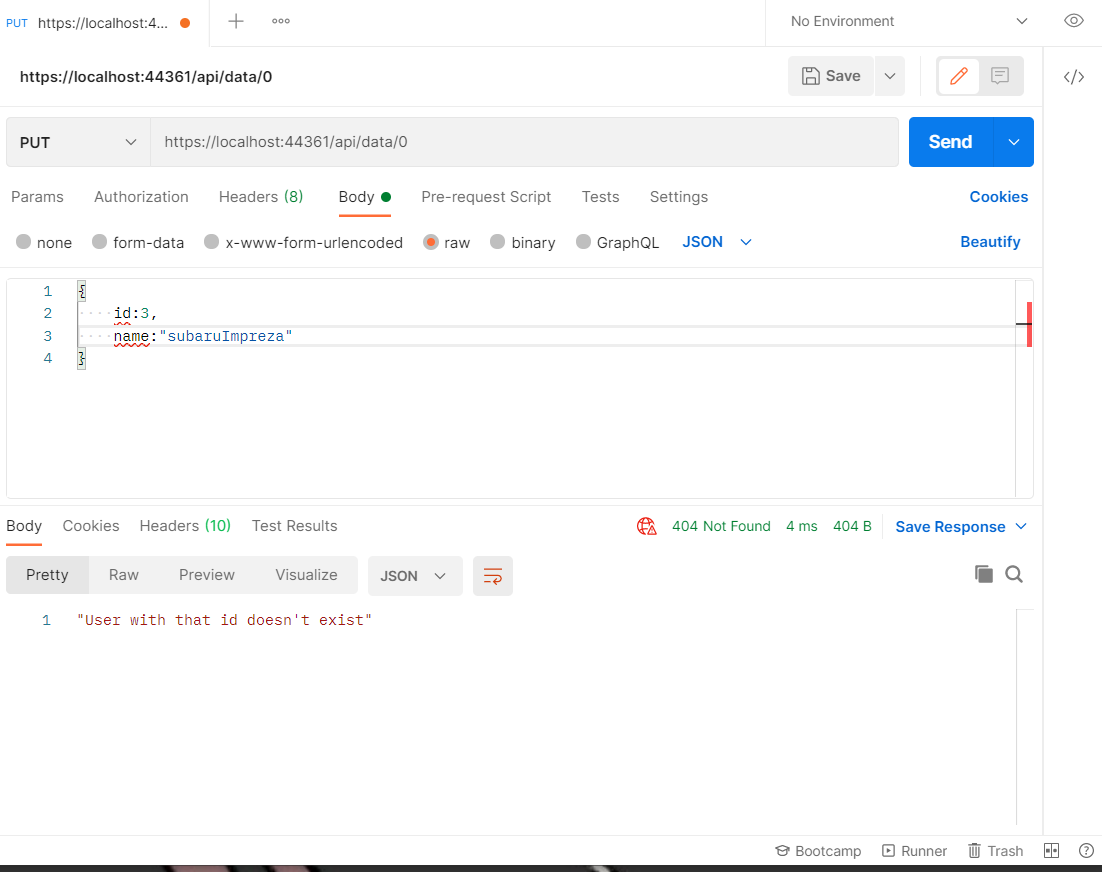 PUT https://localhost:4... No Environment
https://localhost:44361/api/data/0 Save
PUT https://localhost:44361/api/data/0 Send
Params Authorization Headers (8) Body Pre-request Script Tests Settings Cookies
none form-data x-www-form-urlencoded raw binary GraphQL JSON Beautify
1 {
2 id:3,
3 name:"subaruImpreza"
4 }
Body Cookies Headers (10) Test Results 404 Not Found 4 ms 404 B Save Response
Pretty Raw Preview Visualize JSON
1 "User with that id doesn't exist"
Bootcamp Runner Trash